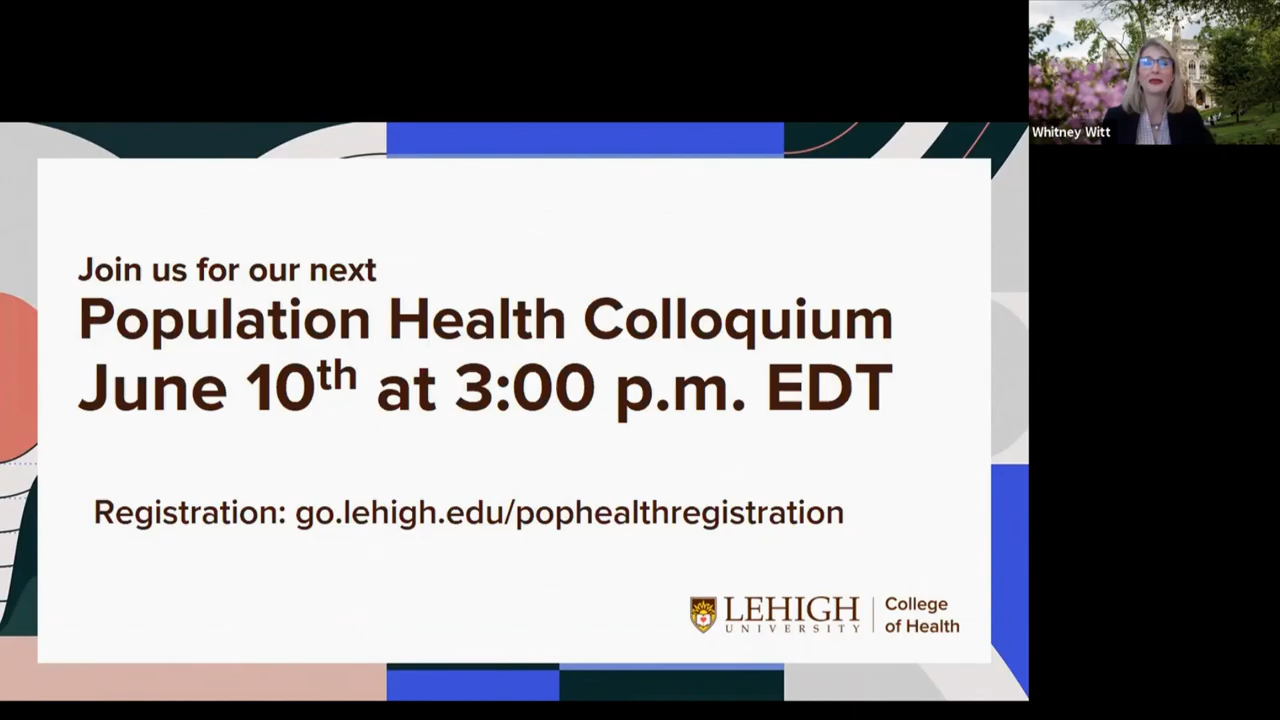 Whitney Witt
Join us for our next
Population Health Colloquium
June 10th at 3:00 p.m. EDT
Registration: go.lehigh.edu/pophealthregistration
LEHIGH
UNIVERSITY
College
of Health